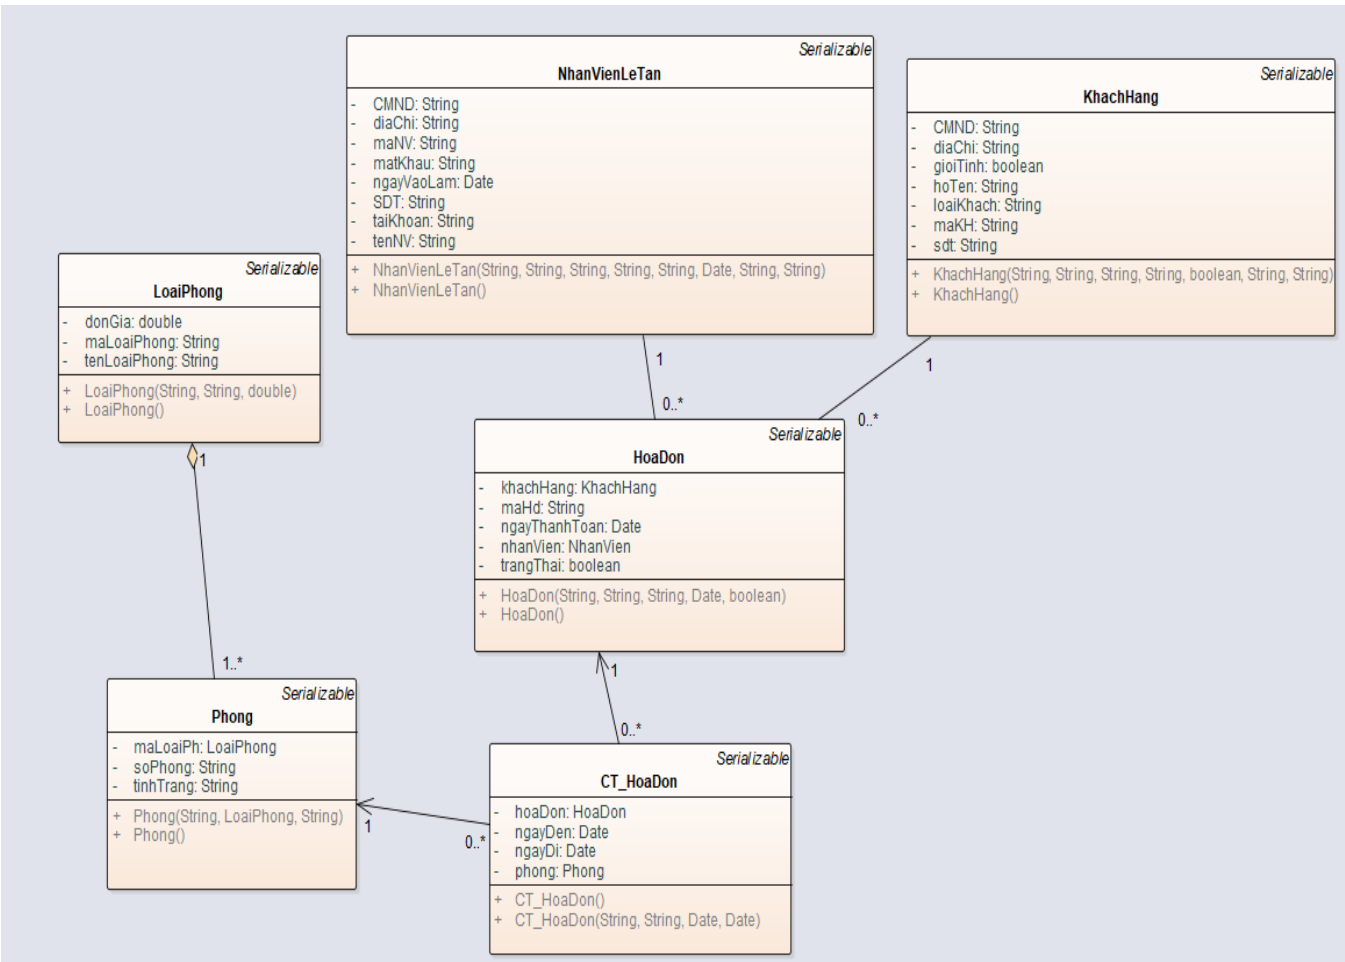 Serializable
NhanVienLeTan
- CMND: String
- diaChi: String
- maNV: String
- matKhau: String
- ngayVaoLam: Date
- SDT: String
- taiKhoan: String
- tenNV: String
+ NhanVienLeTan(String, String, String, String, String, Date, String, String)
+ NhanVienLeTan()
Serializable
KhachHang
- CMND: String
- diaChi: String
- gioiTinh: boolean
- hoTen: String
- loaiKhach: String
- maKH: String
- sdt: String
+ KhachHang(String, String, String, String, boolean, String, String)
+ KhachHang()
Serializable
LoaiPhong
- donGia: double
- maLoaiPhong: String
- tenLoaiPhong: String
+ LoaiPhong(String, String, double)
+ LoaiPhong()
1
1
0..*
0..*
1
Serializable
HoaDon
- khachHang: KhachHang
- maHd: String
- ngayThanhToan: Date
- nhanVien: NhanVien
- trangThai: boolean
+ HoaDon(String, String, String, Date, boolean)
+ HoaDon()
1..*
1
0..*
Serializable
Phong
- maLoaiPh: LoaiPhong
- soPhong: String
- tinhTrang: String
+ Phong(String, LoaiPhong, String)
+ Phong()
1
0..*
Serializable
CT_HoaDon
- hoaDon: HoaDon
- ngayDen: Date
- ngayDi: Date
- phong: Phong
+ CT_HoaDon()
+ CT_HoaDon(String, String, Date, Date)